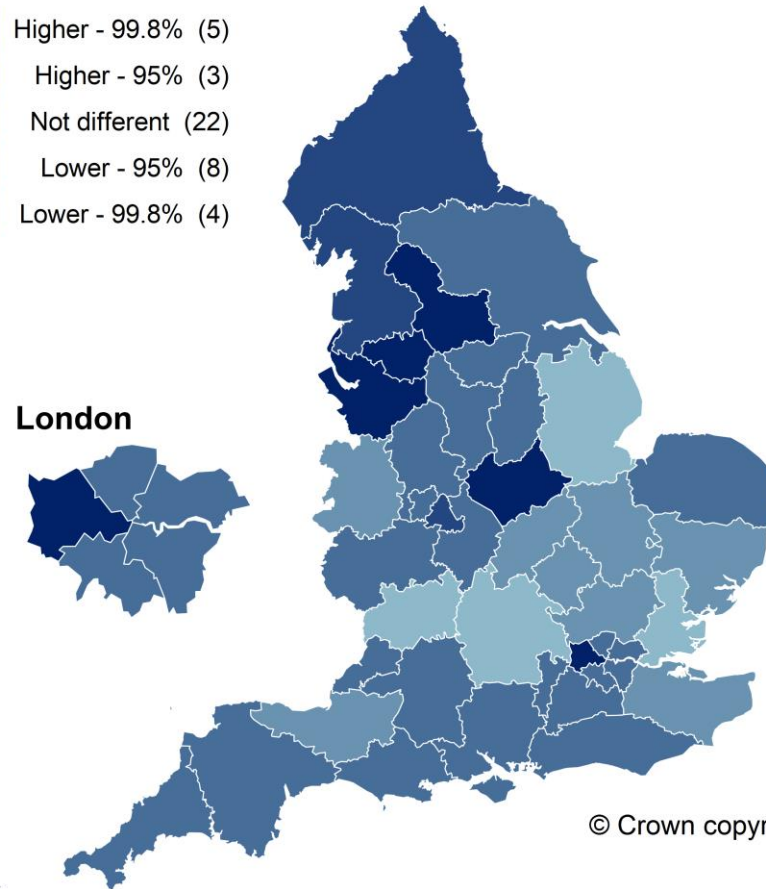 Higher - 99.8% (5)
Higher - 95% (3)
Not different (22)
Lower - 95% (8)
Lower - 99.8% (4)
London
© Crown copyr